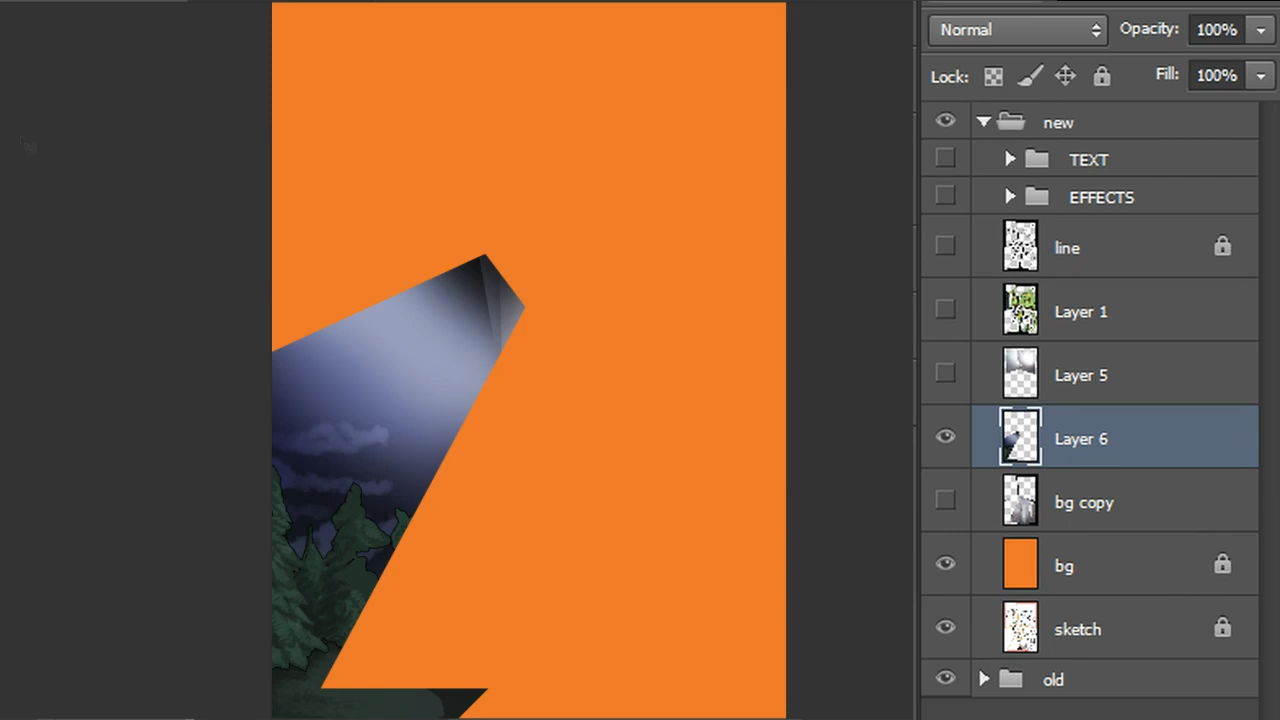 Normal Opacity: 100%
Lock: Fill: 100%
new
TEXT
EFFECTS
line
Layer 1
Layer 5
Layer 6
bg copy
bg
sketch
old